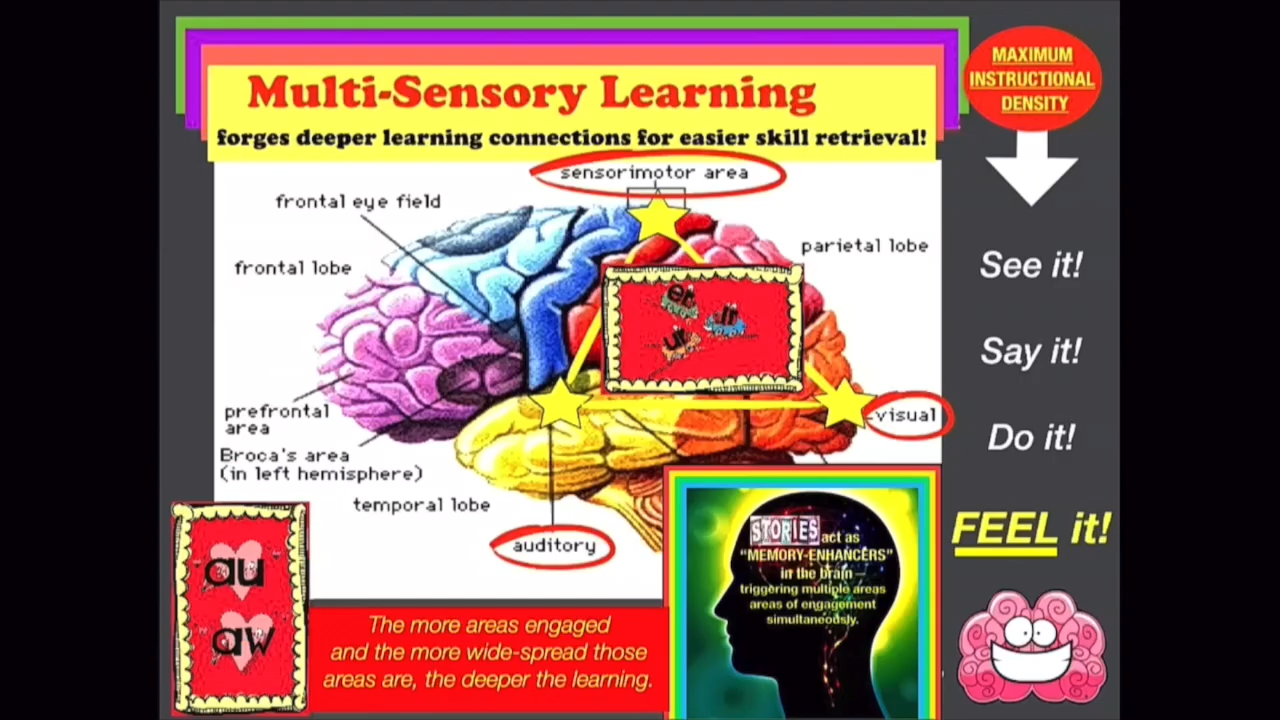 Multi-Sensory Learning
forges deeper learning connections for easier skill retrieval!
MAXIMUM
INSTRUCTIONAL
DENSITY
sensorimotor area
frontal eye field
parietal lobe
frontal lobe
er
ir
ur
See it!
Say it!
Do it!
FEEL it!
prefrontal
area
visual
Broca's area
(in left hemisphere)
temporal lobe
auditory
au
aw
The more areas engaged
and the more wide-spread those
areas are, the deeper the learning.
STORIES act as
"MEMORY-ENHANCERS"
in the brain —
triggering multiple areas
areas of engagement
simultaneously.